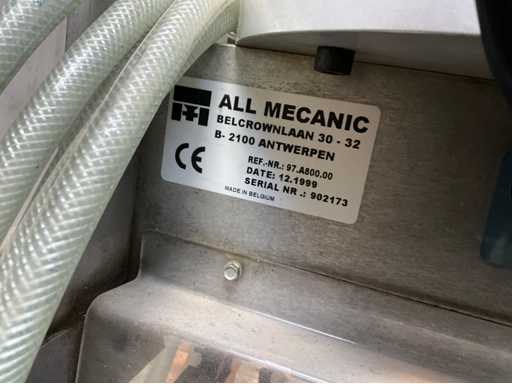 ALL MECANIC
BELCROWNLAAN 30 - 32
B- 2100 ANTWERPEN
CE
REF.-NR.: 97.A800.00
DATE: 12.1999
SERIAL NR .: 902173
MADE IN BELGIUM